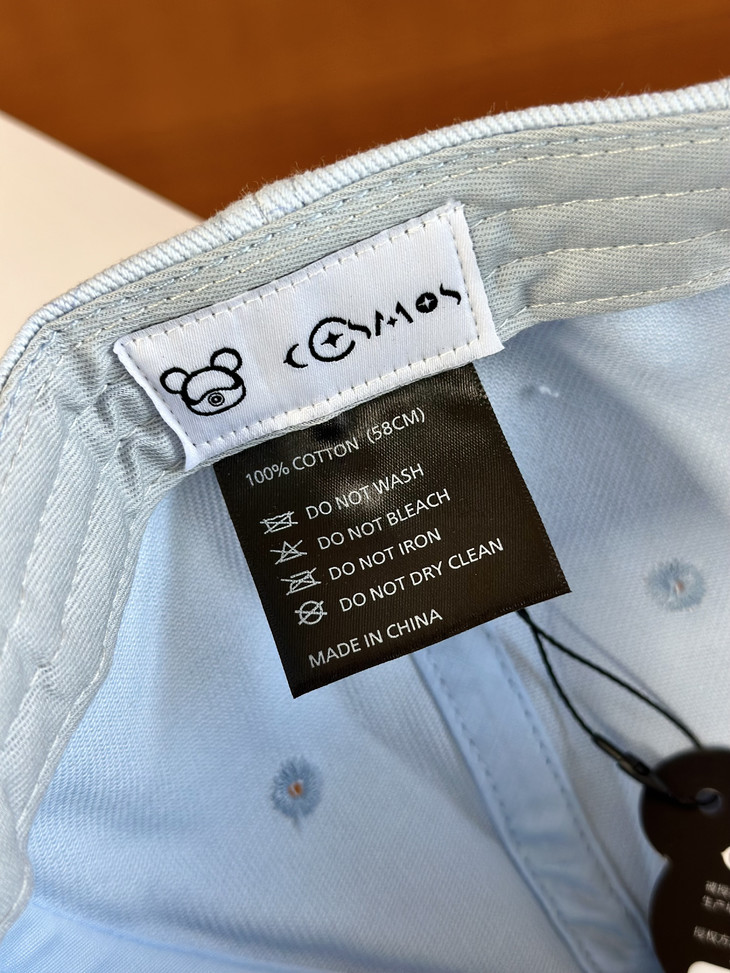 COSMOS
100% COTTON (58CM)
DO NOT WASH
DO NOT BLEACH
DO NOT IRON
DO NOT DRY CLEAN
MADE IN CHINA